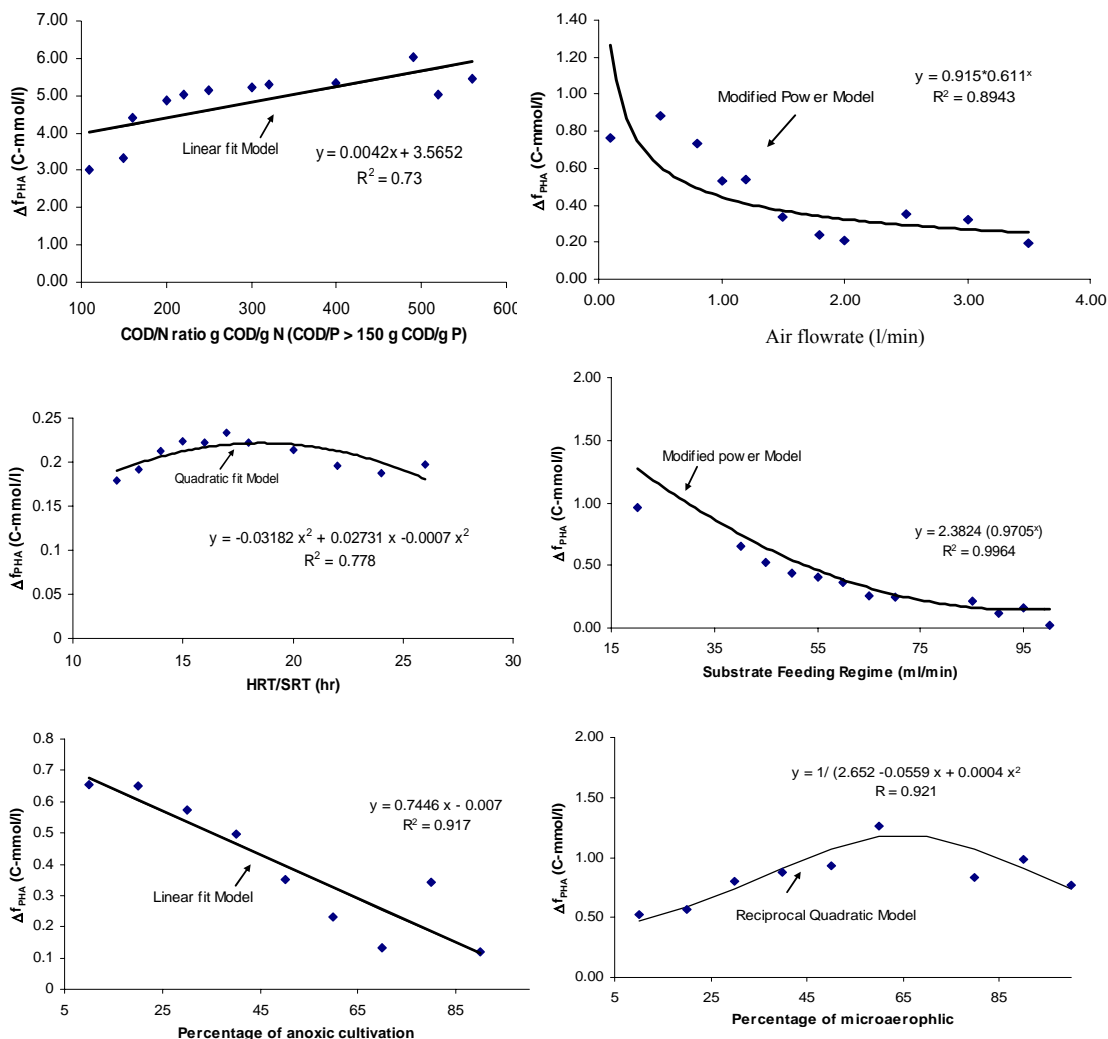 7.00
6.00
5.00
4.00
3.00
2.00
1.00
0.00
ΔfPHA (C-mmol/l)
Linear fit Model
y = 0.0042x + 3.5652
R² = 0.73
100 200 300 400 500 600
COD/N ratio g COD/g N (COD/P > 150 g COD/g P)
1.40
1.20
1.00
0.80
0.60
0.40
0.20
0.00
ΔfPHA (C-mmol/l)
y = 0.915*0.611ˣ
R² = 0.8943
Modified Power Model
0.00 1.00 2.00 3.00 4.00
Air flowrate (l/min)
0.25
0.2
0.15
0.1
0.05
0
ΔfPHA (C-mmol/l)
Quadratic fit Model
y = -0.03182 x² + 0.02731 x -0.0007 x²
R² = 0.778
10 15 20 25 30
HRT/SRT (hr)
2.00
1.50
1.00
0.50
0.00
ΔfPHA (C-mmol/l)
Modified power Model
y = 2.3824 (0.9705ˣ)
R² = 0.9964
15 35 55 75 95
Substrate Feeding Regime (ml/min)
0.8
0.7
0.6
0.5
0.4
0.3
0.2
0.1
0
ΔfPHA (C-mmol/l)
y = 0.7446 x - 0.007
R² = 0.917
Linear fit Model
5 25 45 65 85
Percentage of anoxic cultivation
2.00
1.50
1.00
0.50
0.00
ΔfPHA (C-mmol/l)
y = 1/ (2.652 -0.0559 x + 0.0004 x²
R = 0.921
Reciprocal Quadratic Model
5 25 45 65 85
Percentage of microaerophlic